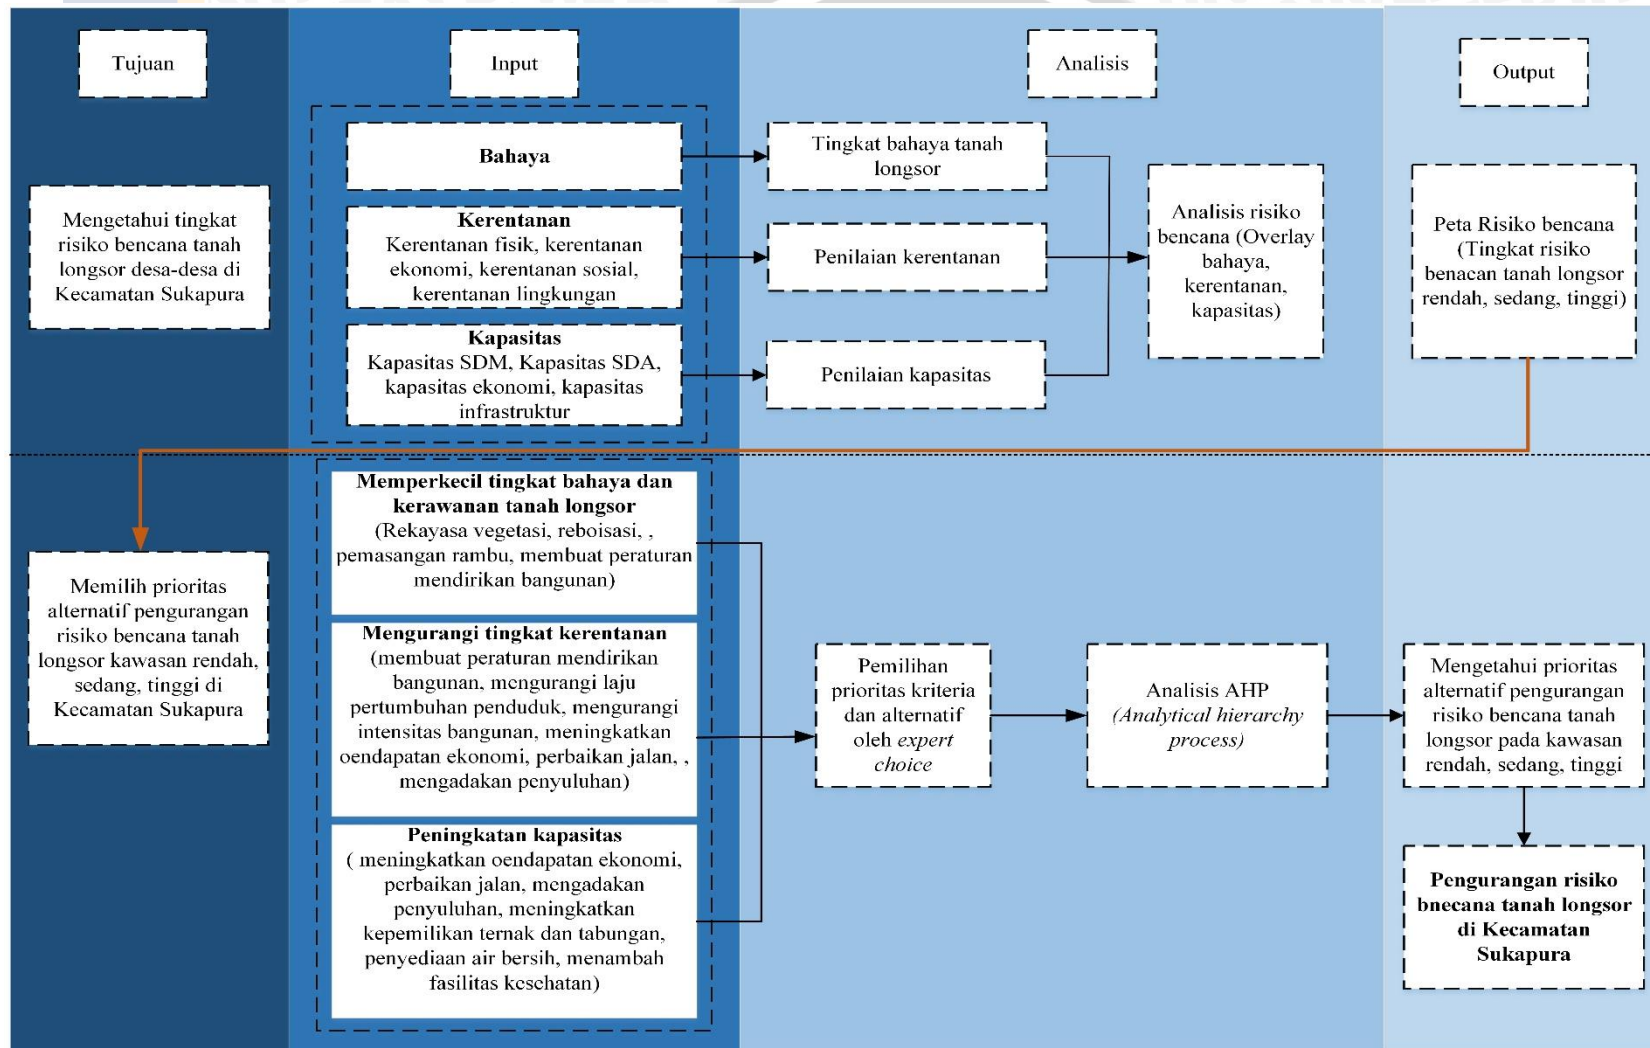 Tujuan
Input
Analisis
Output
Mengetahui tingkat
risiko bencana tanah
longsor desa-desa di
Kecamatan Sukapura
Bahaya
Kerentanan
Kerentanan fisik, kerentanan
ekonomi, kerentanan sosial,
kerentanan lingkungan
Kapasitas
Kapasitas SDM, Kapasitas SDA,
kapasitas ekonomi, kapasitas
infrastruktur
Tingkat bahaya tanah
longsor
Penilaian kerentanan
Penilaian kapasitas
Analisis risiko
bencana (Overlay
bahaya,
kerentanan,
kapasitas)
Peta Risiko bencana
(Tingkat risiko
benacan tanah longsor
rendah, sedang, tinggi)
Memilih prioritas
alternatif pengurangan
risiko bencana tanah
longsor kawasan rendah,
sedang, tinggi di
Kecamatan Sukapura
Memperkecil tingkat bahaya dan
kerawanan tanah longsor
(Rekayasa vegetasi, reboisasi, ,
pemasangan rambu, membuat peraturan
mendirikan bangunan)
Mengurangi tingkat kerentanan
(membuat peraturan mendirikan
bangunan, mengurangi laju
pertumbuhan penduduk, mengurangi
intensitas bangunan, meningkatkan
oendapatan ekonomi, perbaikan jalan, ,
mengadakan penyuluhan)
Peningkatan kapasitas
( meningkatkan oendapatan ekonomi,
perbaikan jalan, mengadakan
penyuluhan, meningkatkan
kepemilikan ternak dan tabungan,
penyediaan air bersih, menambah
fasilitas kesehatan)
Pemilihan
prioritas kriteria
dan alternatif
oleh expert
choice
Analisis AHP
(Analytical hierarchy
process)
Mengetahui prioritas
alternatif pengurangan
risiko bencana tanah
longsor pada kawasan
rendah, sedang, tinggi
Pengurangan risiko
bnecana tanah longsor
di Kecamatan
Sukapura